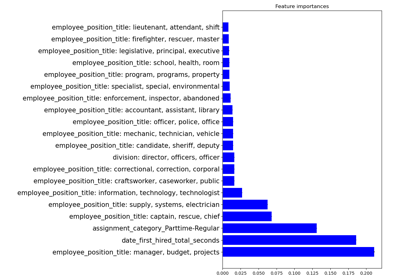 Feature importances
employee_position_title: lieutenant, attendant, shift
employee_position_title: firefighter, rescuer, master
employee_position_title: legislative, principal, executive
employee_position_title: school, health, room
employee_position_title: program, programs, property
employee_position_title: specialist, special, environmental
employee_position_title: enforcement, inspector, abandoned
employee_position_title: accountant, assistant, library
employee_position_title: officer, police, office
employee_position_title: mechanic, technician, vehicle
employee_position_title: candidate, sheriff, deputy
division: director, officers, officer
employee_position_title: correctional, correction, corporal
employee_position_title: craftsworker, caseworker, public
employee_position_title: information, technology, technologist
employee_position_title: supply, systems, electrician
employee_position_title: captain, rescue, chief
assignment_category_Parttime-Regular
date_first_hired_total_seconds
employee_position_title: manager, budget, projects
0.000 0.025 0.050 0.075 0.100 0.125 0.150 0.175 0.200